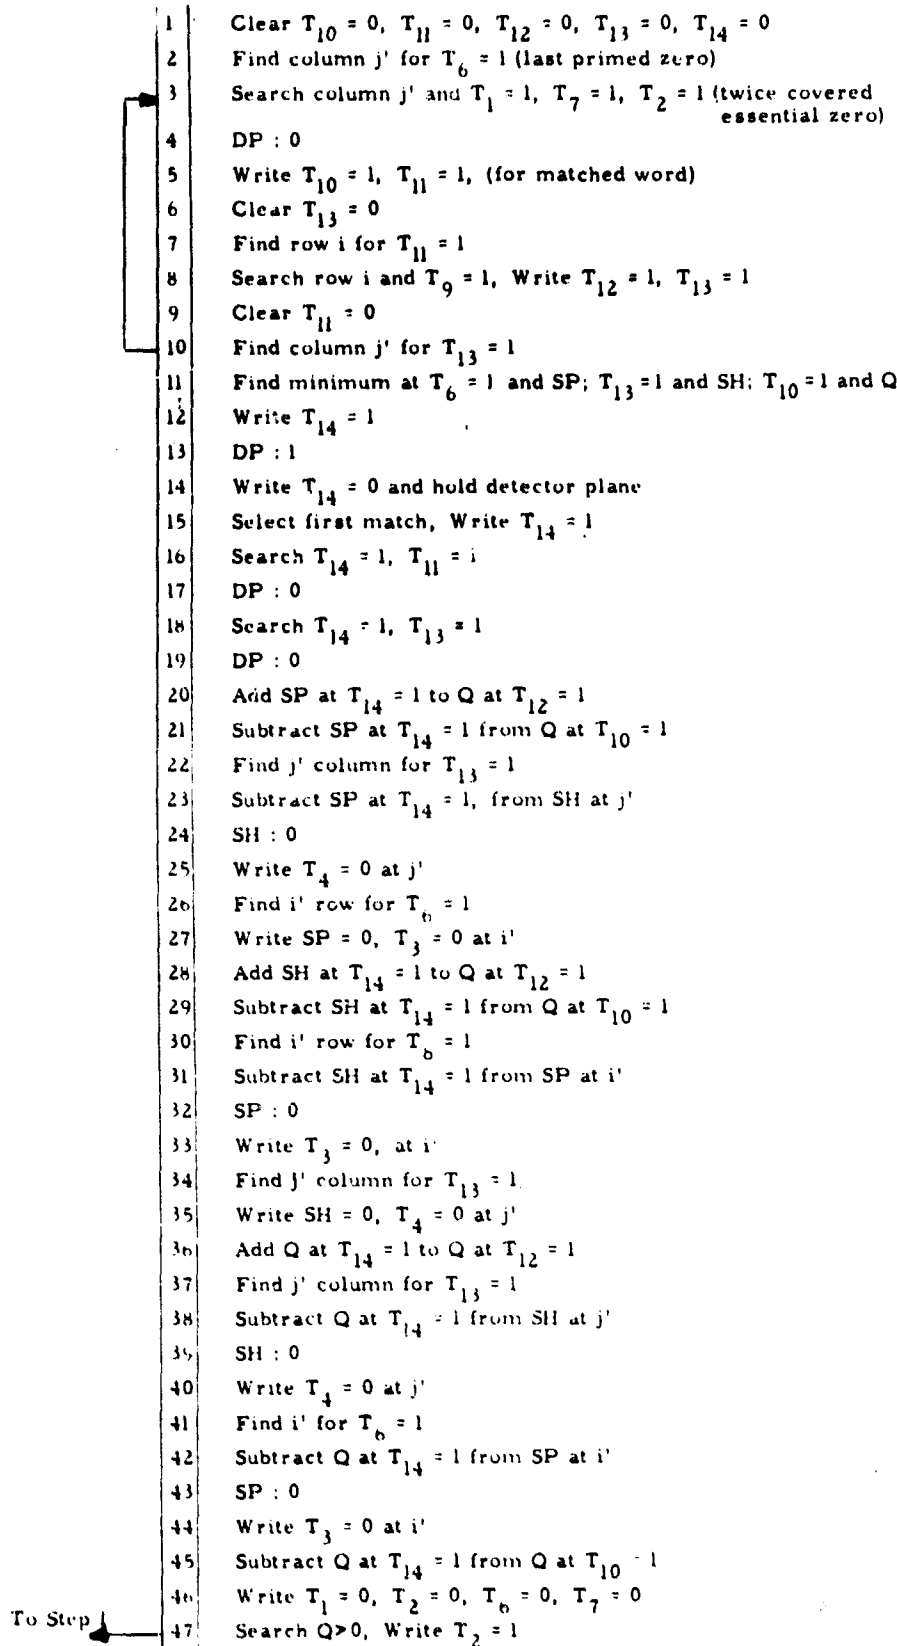 1 Clear T10 = 0, T11 = 0, T12 = 0, T13 = 0, T14 = 0
2 Find column j' for T6 = 1 (last primed zero)
3 Search column j' and T1 = 1, T7 = 1, T2 = 1 (twice covered
essential zero)
4 DP : 0
5 Write T10 = 1, T11 = 1, (for matched word)
6 Clear T13 = 0
7 Find row i for T11 = 1
8 Search row i and T9 = 1, Write T12 = 1, T13 = 1
9 Clear T11 = 0
10 Find column j' for T13 = 1
11 Find minimum at T6 = 1 and SP; T13 = 1 and SH; T10 = 1 and Q
12 Write T14 = 1
13 DP : 1
14 Write T14 = 0 and hold detector plane
15 Select first match, Write T14 = 1
16 Search T14 = 1, T11 = i
17 DP : 0
18 Search T14 = 1, T13 = 1
19 DP : 0
20 Add SP at T14 = 1 to Q at T12 = 1
21 Subtract SP at T14 = 1 from Q at T10 = 1
22 Find j' column for T13 = 1
23 Subtract SP at T14 = 1, from SH at j'
24 SH : 0
25 Write T4 = 0 at j'
26 Find i' row for T6 = 1
27 Write SP = 0, T3 = 0 at i'
28 Add SH at T14 = 1 to Q at T12 = 1
29 Subtract SH at T14 = 1 from Q at T10 = 1
30 Find i' row for T6 = 1
31 Subtract SH at T14 = 1 from SP at i'
32 SP : 0
33 Write T3 = 0, at i'
34 Find j' column for T13 = 1
35 Write SH = 0, T4 = 0 at j'
36 Add Q at T14 = 1 to Q at T12 = 1
37 Find j' column for T13 = 1
38 Subtract Q at T14 = 1 from SH at j'
39 SH : 0
40 Write T4 = 0 at j'
41 Find i' for T6 = 1
42 Subtract Q at T14 = 1 from SP at i'
43 SP : 0
44 Write T3 = 0 at i'
45 Subtract Q at T14 = 1 from Q at T10 - 1
46 Write T1 = 0, T2 = 0, T6 = 0, T7 = 0
To Step 1
47 Search Q>0, Write T2 = 1